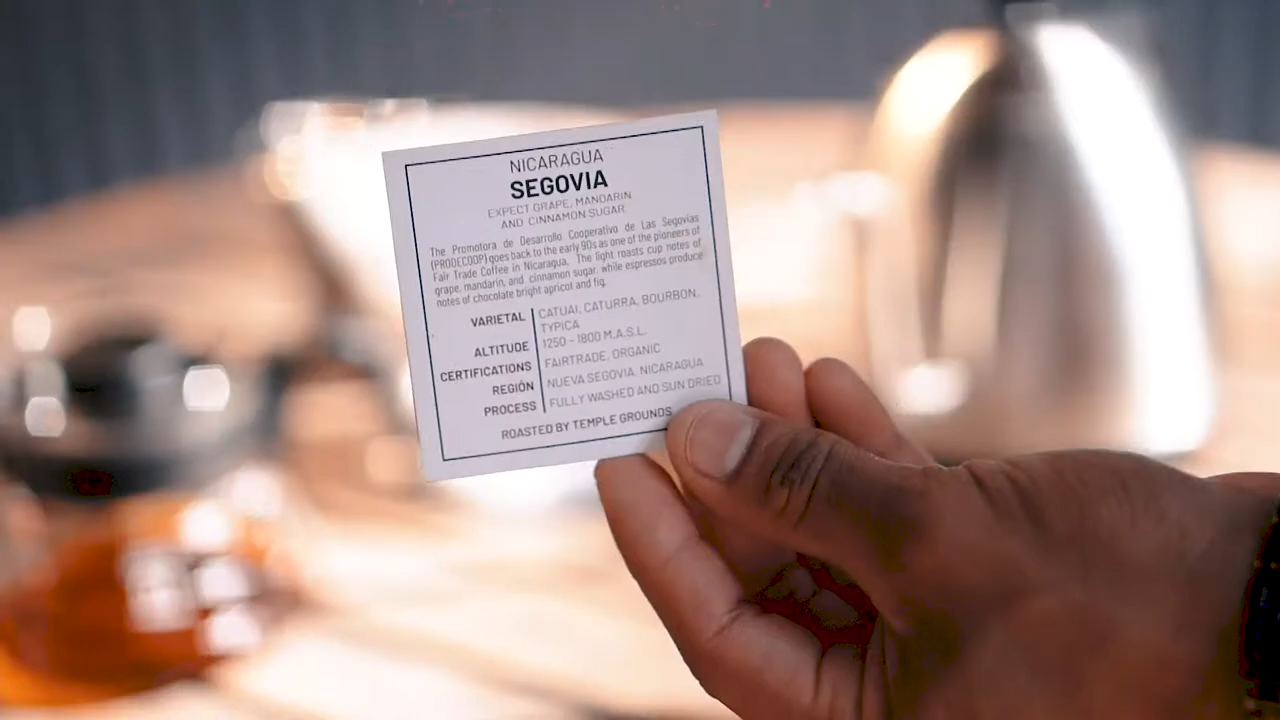 NICARAGUA
SEGOVIA
EXPECT GRAPE, MANDARIN
AND CINNAMON SUGAR
The Promotora de Desarrollo Cooperativo de Las Segovias
(PRODECOOP) goes back to the early 90s as one of the pioneers of
Fair Trade Coffee in Nicaragua. The light roasts cup notes of
grape, mandarin, and cinnamon sugar, while espressos produce
notes of chocolate bright apricot and fig.
VARIETAL CATUAI, CATURRA, BOURBON,
TYPICA
ALTITUDE 1250 - 1800 M.A.S.L.
CERTIFICATIONS FAIRTRADE, ORGANIC
REGIÓN NUEVA SEGOVIA, NICARAGUA
PROCESS FULLY WASHED AND SUN DRIED
ROASTED BY TEMPLE GROUNDS